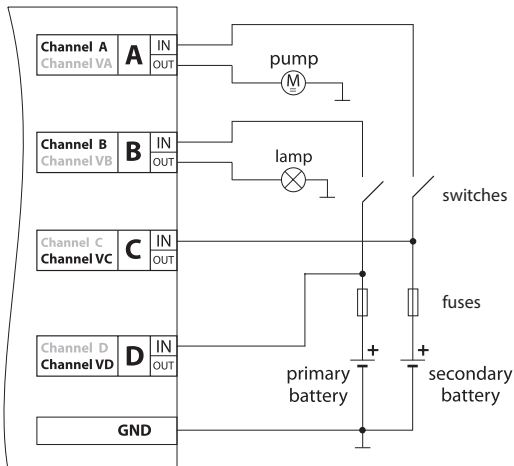 Channel A
Channel VA
A
IN
OUT
pump
M
Channel B
Channel VB
B
IN
OUT
lamp
switches
Channel C
Channel VC
C
IN
OUT
fuses
Channel D
Channel VD
D
IN
OUT
+
+
primary
battery
secondary
battery
GND